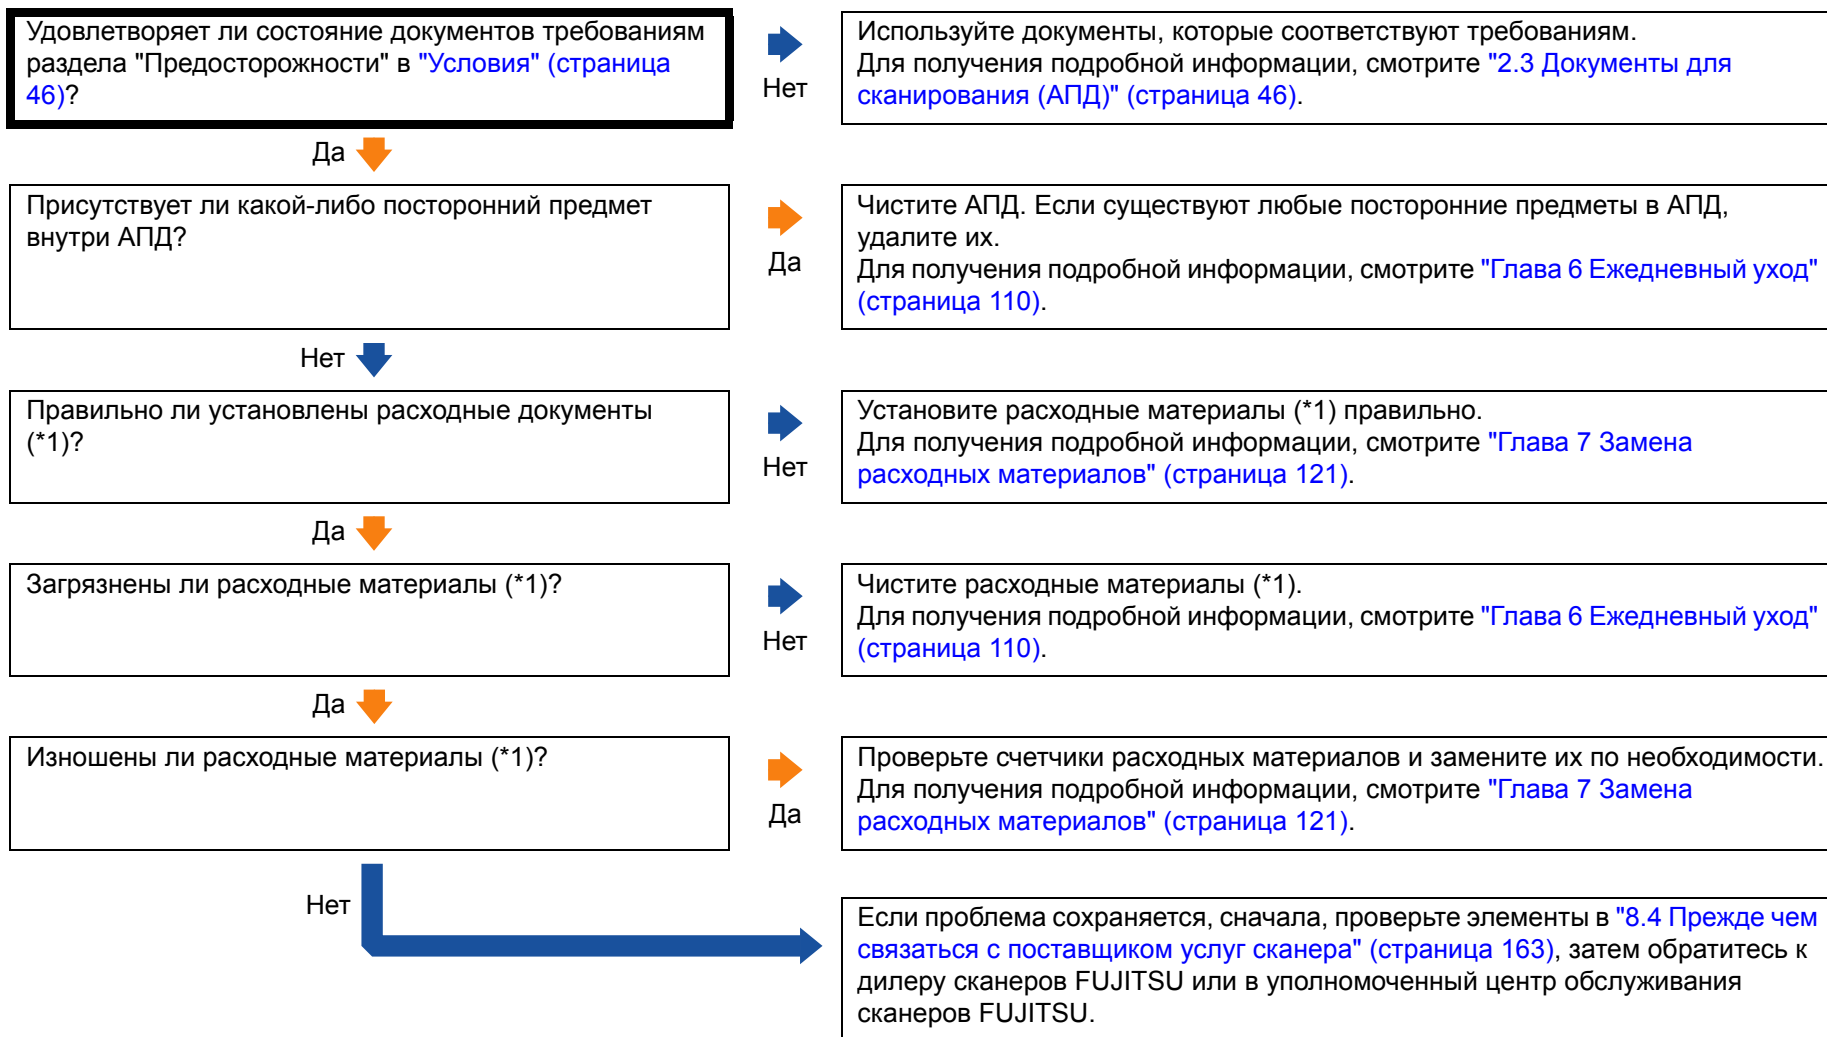 Удовлетворяет ли состояние документов требованиям
раздела "Предосторожности" в "Условия" (страница
46)?
Нет
Используйте документы, которые соответствуют требованиям.
Для получения подробной информации, смотрите "2.3 Документы для
сканирования (АПД)" (страница 46).
Да
Присутствует ли какой-либо посторонний предмет
внутри АПД?
Да
Чистите АПД. Если существуют любые посторонние предметы в АПД,
удалите их.
Для получения подробной информации, смотрите "Глава 6 Ежедневный уход"
(страница 110).
Нет
Правильно ли установлены расходные документы
(*1)?
Нет
Установите расходные материалы (*1) правильно.
Для получения подробной информации, смотрите "Глава 7 Замена
расходных материалов" (страница 121).
Да
Загрязнены ли расходные материалы (*1)?
Нет
Чистите расходные материалы (*1).
Для получения подробной информации, смотрите "Глава 6 Ежедневный уход"
(страница 110).
Да
Изношены ли расходные материалы (*1)?
Да
Проверьте счетчики расходных материалов и замените их по необходимости.
Для получения подробной информации, смотрите "Глава 7 Замена
расходных материалов" (страница 121).
Нет
Если проблема сохраняется, сначала, проверьте элементы в "8.4 Прежде чем
связаться с поставщиком услуг сканера" (страница 163), затем обратитесь к
дилеру сканеров FUJITSU или в уполномоченный центр обслуживания
сканеров FUJITSU.